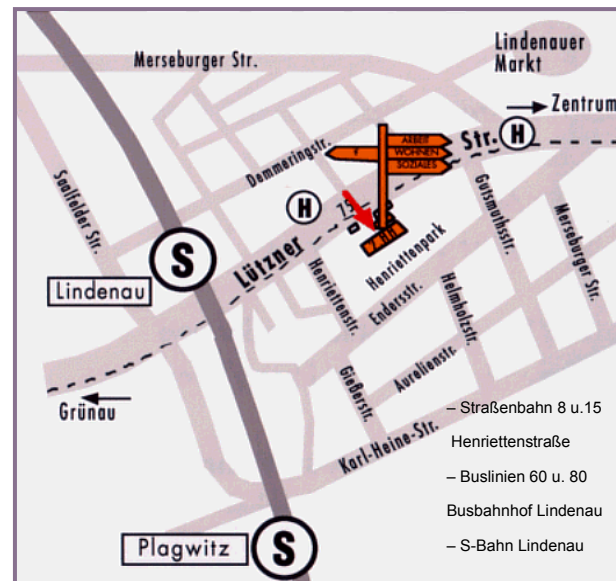 Merseburger Str.
Lindenauer
Markt
Zentrum
ARBEIT
WOHNEN
SOZIALES
Str.
H
Demmeringstr.
Saalfelder Str.
H
Lützner
S
Lindenau
Henriettenpark
Gutsmuthsstr.
Merseburger Str.
Henriettenstr.
Endersstr.
Helmholzstr.
Gießerstr.
Aurelienstr.
Grünau
Karl-Heine-Str.
– Straßenbahn 8 u.15
Henriettenstraße
– Buslinien 60 u. 80
Busbahnhof Lindenau
– S-Bahn Lindenau
Plagwitz
S